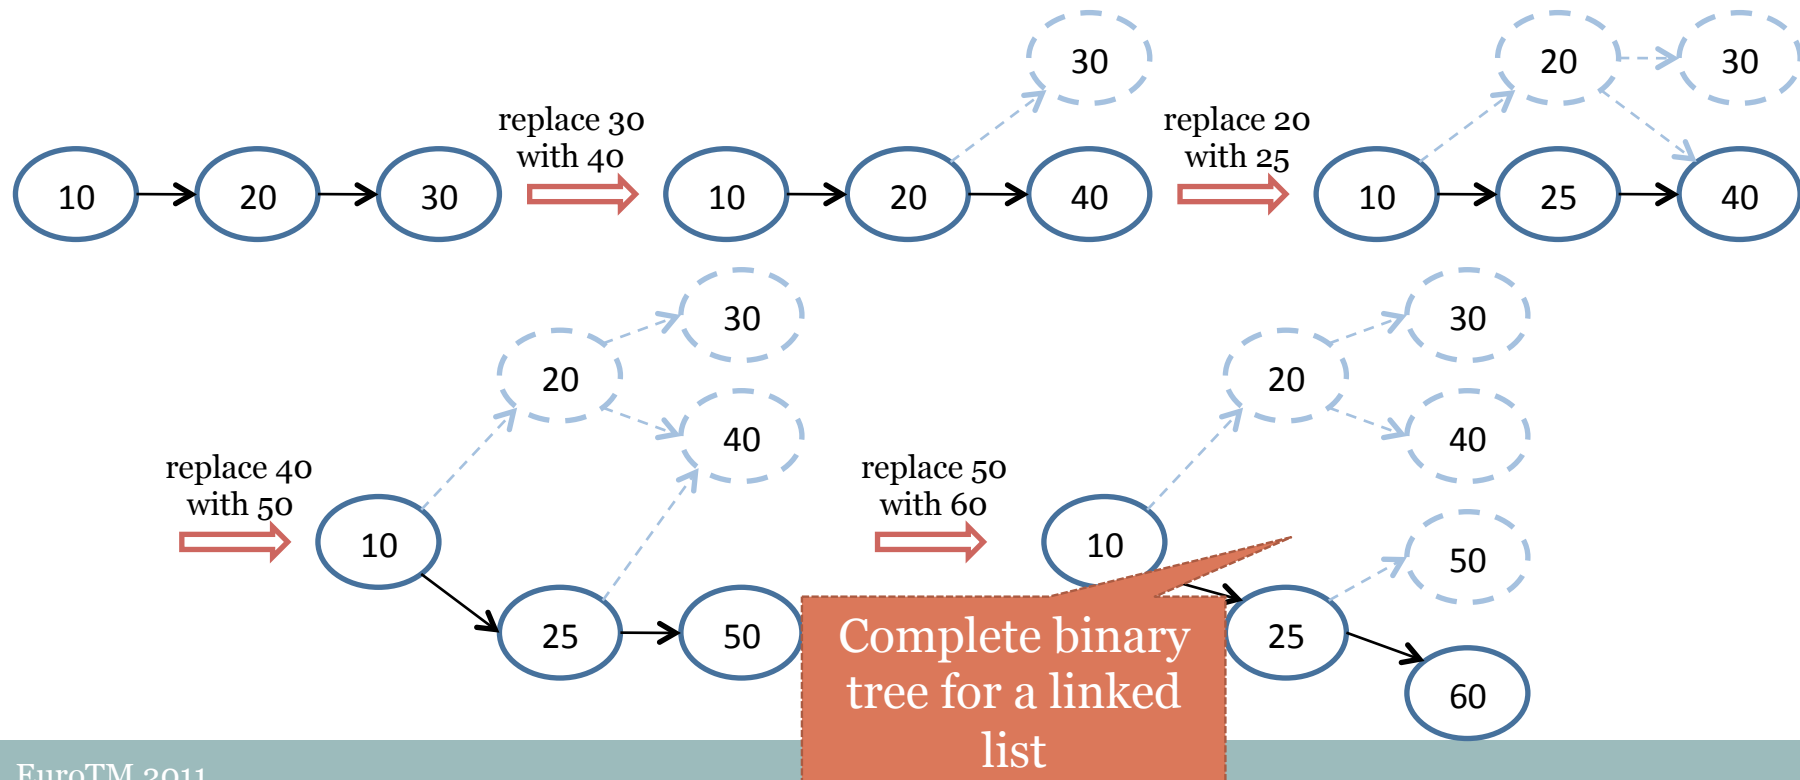 30
20 30
replace 30
with 40
replace 20
with 25
10 20 30
10 20 40
10 25 40
30 30
20 20
40 40
replace 40
with 50
replace 50
with 60
10 10 50
25 50 25
60
Complete binary
tree for a linked
list
EuroTM 2011